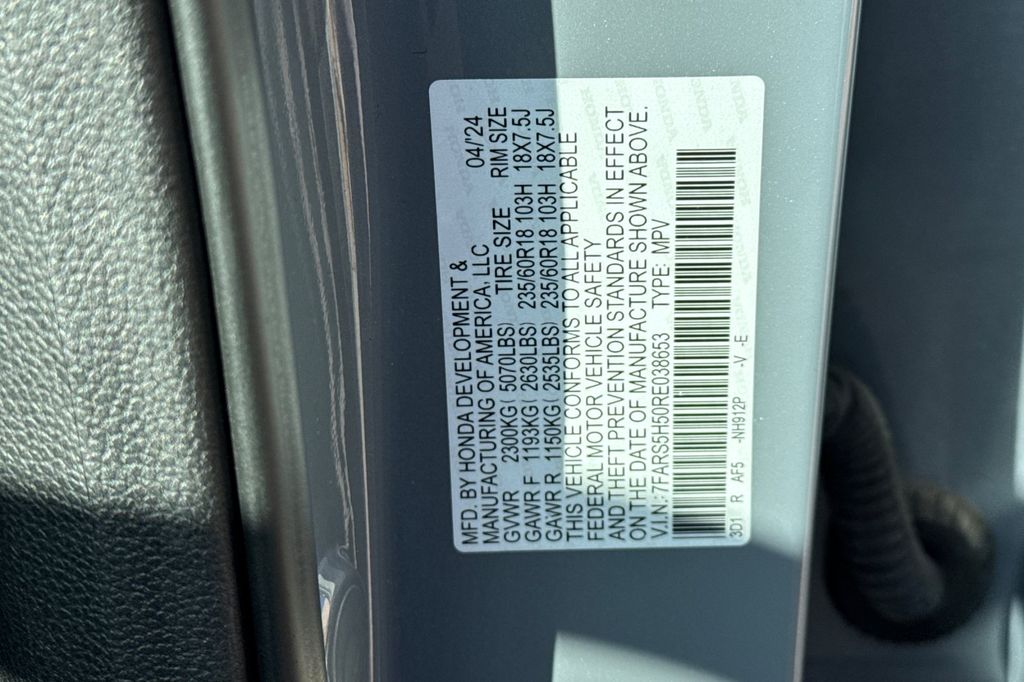 MFD. BY HONDA DEVELOPMENT &
MANUFACTURING OF AMERICA, LLC 04/'24
GVWR 2300KG( 5070LBS) TIRE SIZE RIM SIZE
GAWR F 1193KG( 2630LBS) 235/60R18 103H 18X7.5J
GAWR R 1150KG( 2535LBS) 235/60R18 103H 18X7.5J
THIS VEHICLE CONFORMS TO ALL APPLICABLE
FEDERAL MOTOR VEHICLE SAFETY
AND THEFT PREVENTION STANDARDS IN EFFECT
ON THE DATE OF MANUFACTURE SHOWN ABOVE.
V.I.N.:7FARS5H50RE038653 TYPE: MPV
3D1 R AF5 -NH912P -V -E